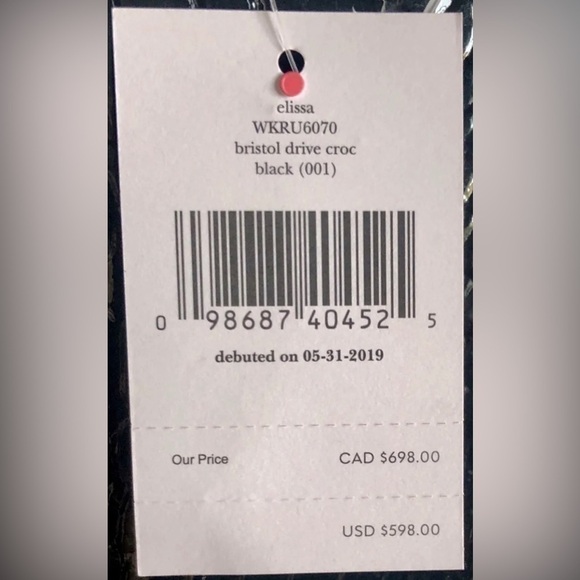 elissa
WKRU6070
bristol drive croc
black (001)
0 98687 40452 5
debuted on 05-31-2019
Our Price CAD $698.00
USD $598.00